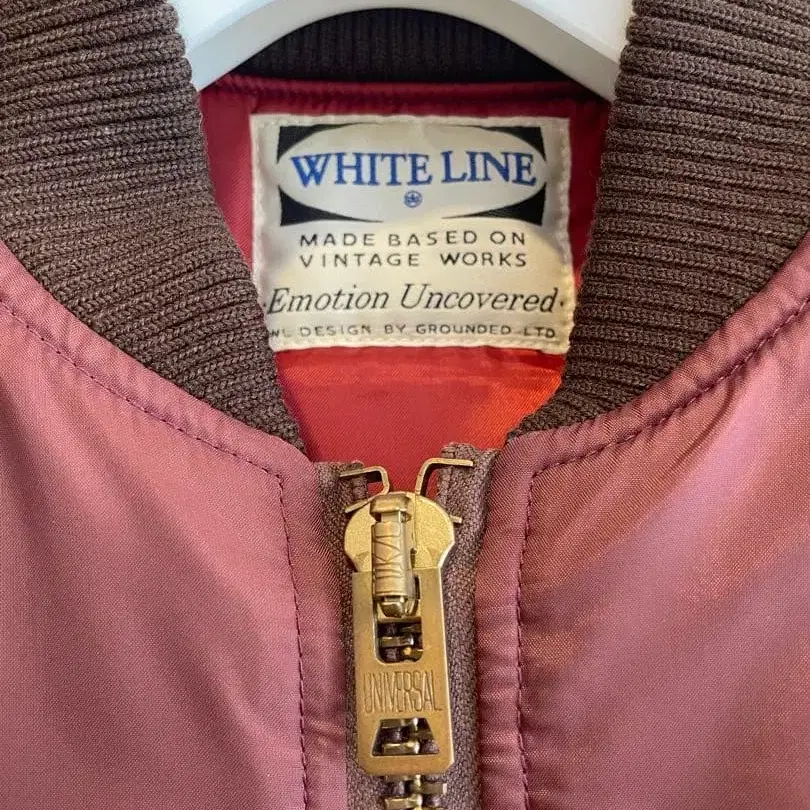 WHITE LINE
MADE BASED ON
VINTAGE WORKS
·Emotion Uncovered·
WL DESIGN BY GROUNDED LTD
UNIVERSAL